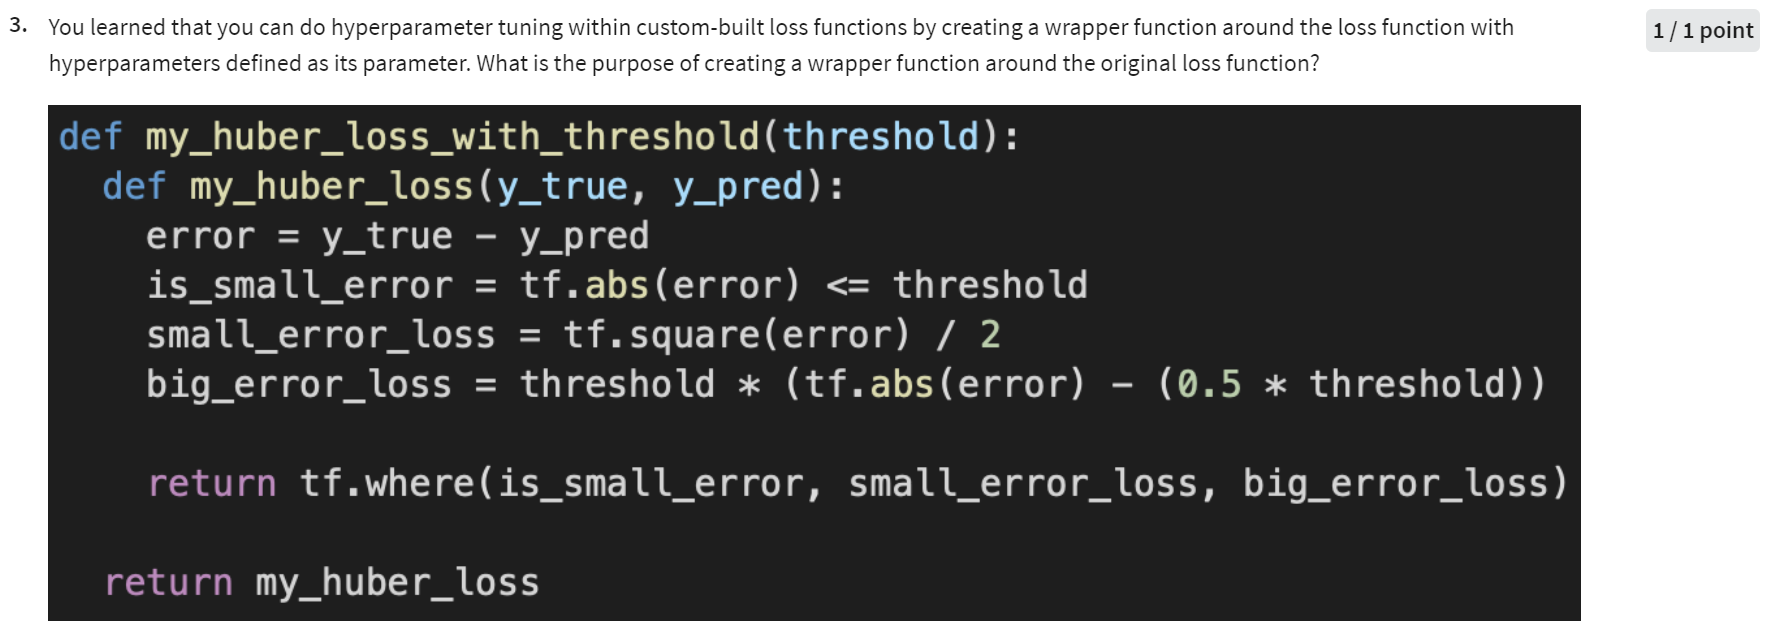 3. You learned that you can do hyperparameter tuning within custom-built loss functions by creating a wrapper function around the loss function with
1 / 1 point
hyperparameters defined as its parameter. What is the purpose of creating a wrapper function around the original loss function?
def my_huber_loss_with_threshold(threshold):
  def my_huber_loss(y_true, y_pred):
    error = y_true - y_pred
    is_small_error = tf.abs(error) <= threshold
    small_error_loss = tf.square(error) / 2
    big_error_loss = threshold * (tf.abs(error) - (0.5 * threshold))
    return tf.where(is_small_error, small_error_loss, big_error_loss)
  return my_huber_loss